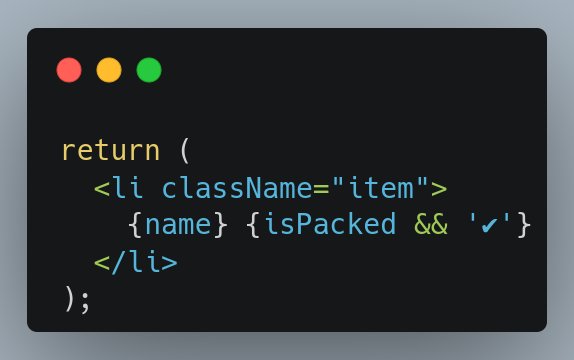 return (
  <li className="item">
    {name} {isPacked && '✔'}
  </li>
);